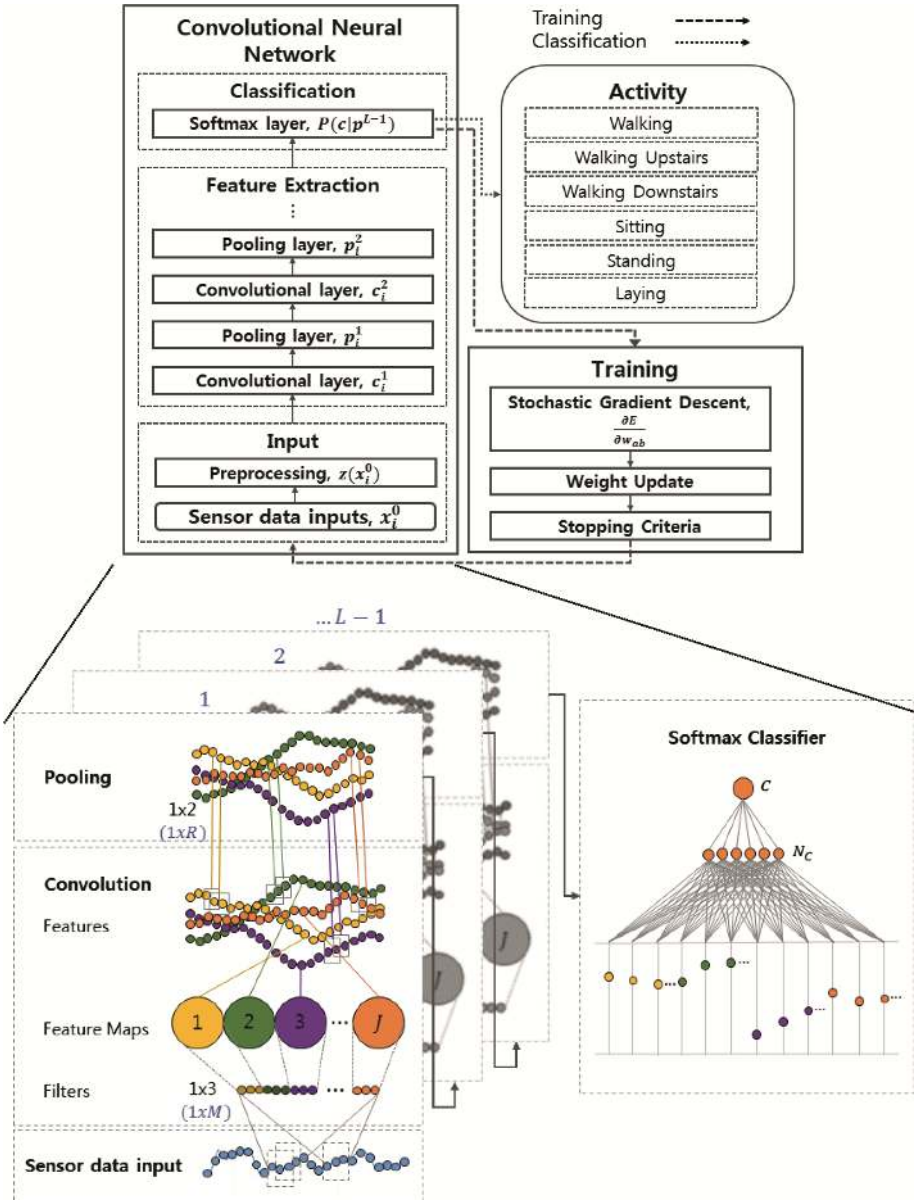 Convolutional Neural
Network
Classification
Softmax layer, P(c|p^{L-1})
Feature Extraction
⋮
Pooling layer, p_i^2
Convolutional layer, c_i^2
Pooling layer, p_i^1
Convolutional layer, c_i^1
Input
Preprocessing, z(x_i^0)
Sensor data inputs, x_i^0
Training
Classification
Activity
Walking
Walking Upstairs
Walking Downstairs
Sitting
Standing
Laying
Training
Stochastic Gradient Descent,
∂E/∂w_{ab}
Weight Update
Stopping Criteria
...L − 1
2
1
Pooling
1x2
(1xR)
Convolution
Features
Feature Maps
1 2 3 ... J
J
J
Filters
1x3
(1xM)
...
Sensor data input
Softmax Classifier
C
N_C
...
...
...
...